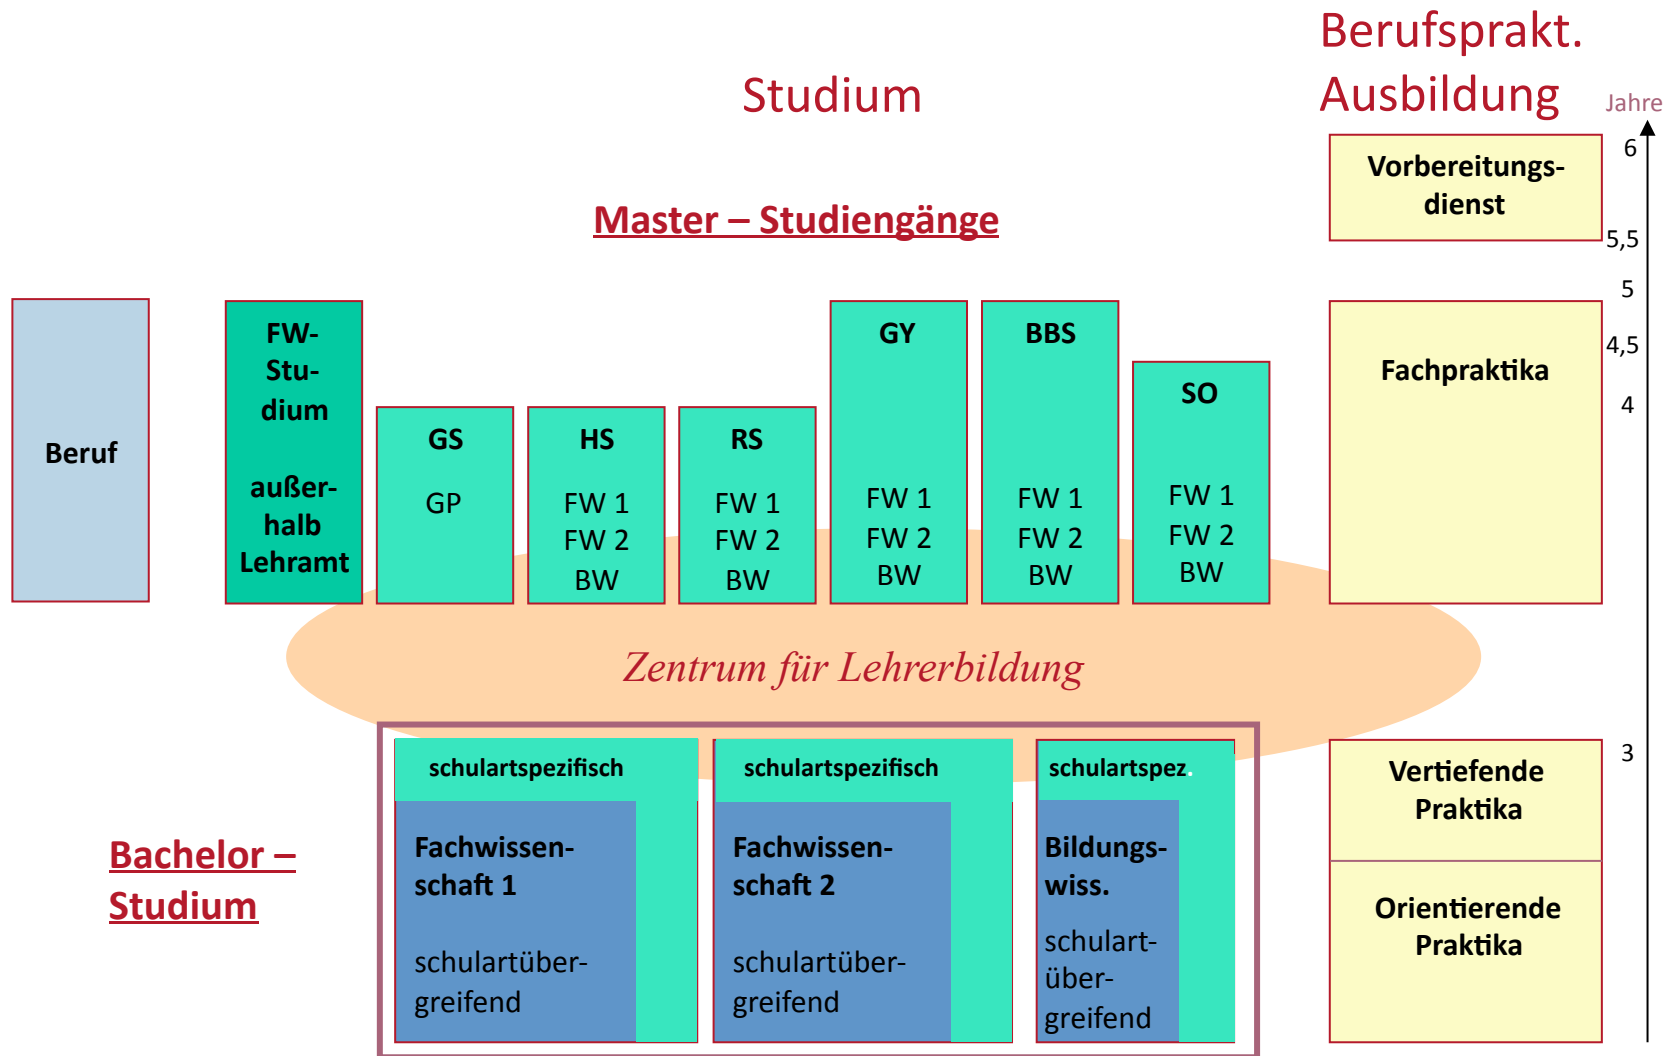 Studium
Berufsprakt.
Ausbildung
Jahre
6
Vorbereitungs-
dienst
5,5
Master – Studiengänge
5
4,5
4
Beruf
FW-
Stu-
dium
außer-
halb
Lehramt
GS
GP
HS
FW 1
FW 2
BW
RS
FW 1
FW 2
BW
GY
FW 1
FW 2
BW
BBS
FW 1
FW 2
BW
SO
FW 1
FW 2
BW
Fachpraktika
Zentrum für Lehrerbildung
3
Bachelor –
Studium
schulartspezifisch
Fachwissen-
schaft 1
schulartüber-
greifend
schulartspezifisch
Fachwissen-
schaft 2
schulartüber-
greifend
schulartspez.
Bildungs-
wiss.
schulart-
über-
greifend
Vertiefende
Praktika
Orientierende
Praktika